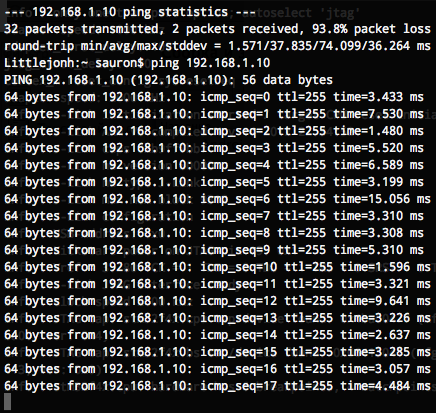 --- 192.168.1.10 ping statistics ---
32 packets transmitted, 2 packets received, 93.8% packet loss
round-trip min/avg/max/stddev = 1.571/37.835/74.099/36.264 ms
Littlejonh:~ sauron$ ping 192.168.1.10
PING 192.168.1.10 (192.168.1.10): 56 data bytes
64 bytes from 192.168.1.10: icmp_seq=0 ttl=255 time=3.433 ms
64 bytes from 192.168.1.10: icmp_seq=1 ttl=255 time=7.530 ms
64 bytes from 192.168.1.10: icmp_seq=2 ttl=255 time=1.480 ms
64 bytes from 192.168.1.10: icmp_seq=3 ttl=255 time=5.520 ms
64 bytes from 192.168.1.10: icmp_seq=4 ttl=255 time=6.589 ms
64 bytes from 192.168.1.10: icmp_seq=5 ttl=255 time=3.199 ms
64 bytes from 192.168.1.10: icmp_seq=6 ttl=255 time=15.056 ms
64 bytes from 192.168.1.10: icmp_seq=7 ttl=255 time=3.310 ms
64 bytes from 192.168.1.10: icmp_seq=8 ttl=255 time=3.308 ms
64 bytes from 192.168.1.10: icmp_seq=9 ttl=255 time=5.310 ms
64 bytes from 192.168.1.10: icmp_seq=10 ttl=255 time=1.596 ms
64 bytes from 192.168.1.10: icmp_seq=11 ttl=255 time=3.321 ms
64 bytes from 192.168.1.10: icmp_seq=12 ttl=255 time=9.641 ms
64 bytes from 192.168.1.10: icmp_seq=13 ttl=255 time=3.226 ms
64 bytes from 192.168.1.10: icmp_seq=14 ttl=255 time=2.637 ms
64 bytes from 192.168.1.10: icmp_seq=15 ttl=255 time=3.285 ms
64 bytes from 192.168.1.10: icmp_seq=16 ttl=255 time=3.057 ms
64 bytes from 192.168.1.10: icmp_seq=17 ttl=255 time=4.484 ms